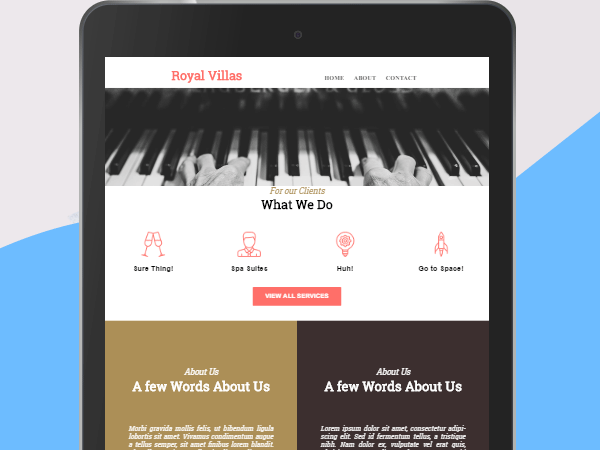 Royal Villas
HOME ABOUT CONTACT
For our Clients
What We Do
Sure Thing!
Spa Suites
Huh!
Go to Space!
VIEW ALL SERVICES
About Us
A few Words About Us
Morbi gravida mollis felis, ut bibendum ligula
lobortis sit amet. Vivamus condimentum augue
a tellus semper, sit amet finibus lorem blandit.
About Us
A few Words About Us
Lorem ipsum dolor sit amet, consectetur adipi-
scing elit. Sed id fermentum tellus, a tristique
nibh. Nam dolor ex, vulputate vel erat quis,